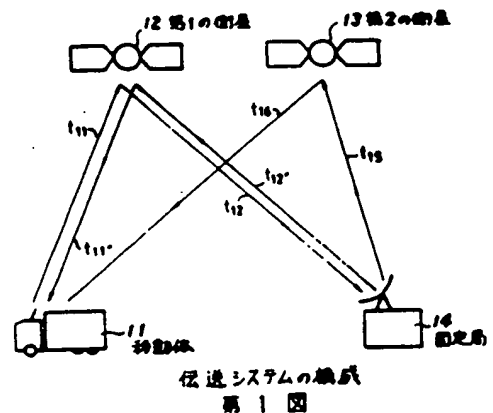 12 第1の衛星
13 第2の衛星
t11
t16
t12'
t12
t15
t11'
11
移動体
14
固定局
伝送システムの構成
第 1 図